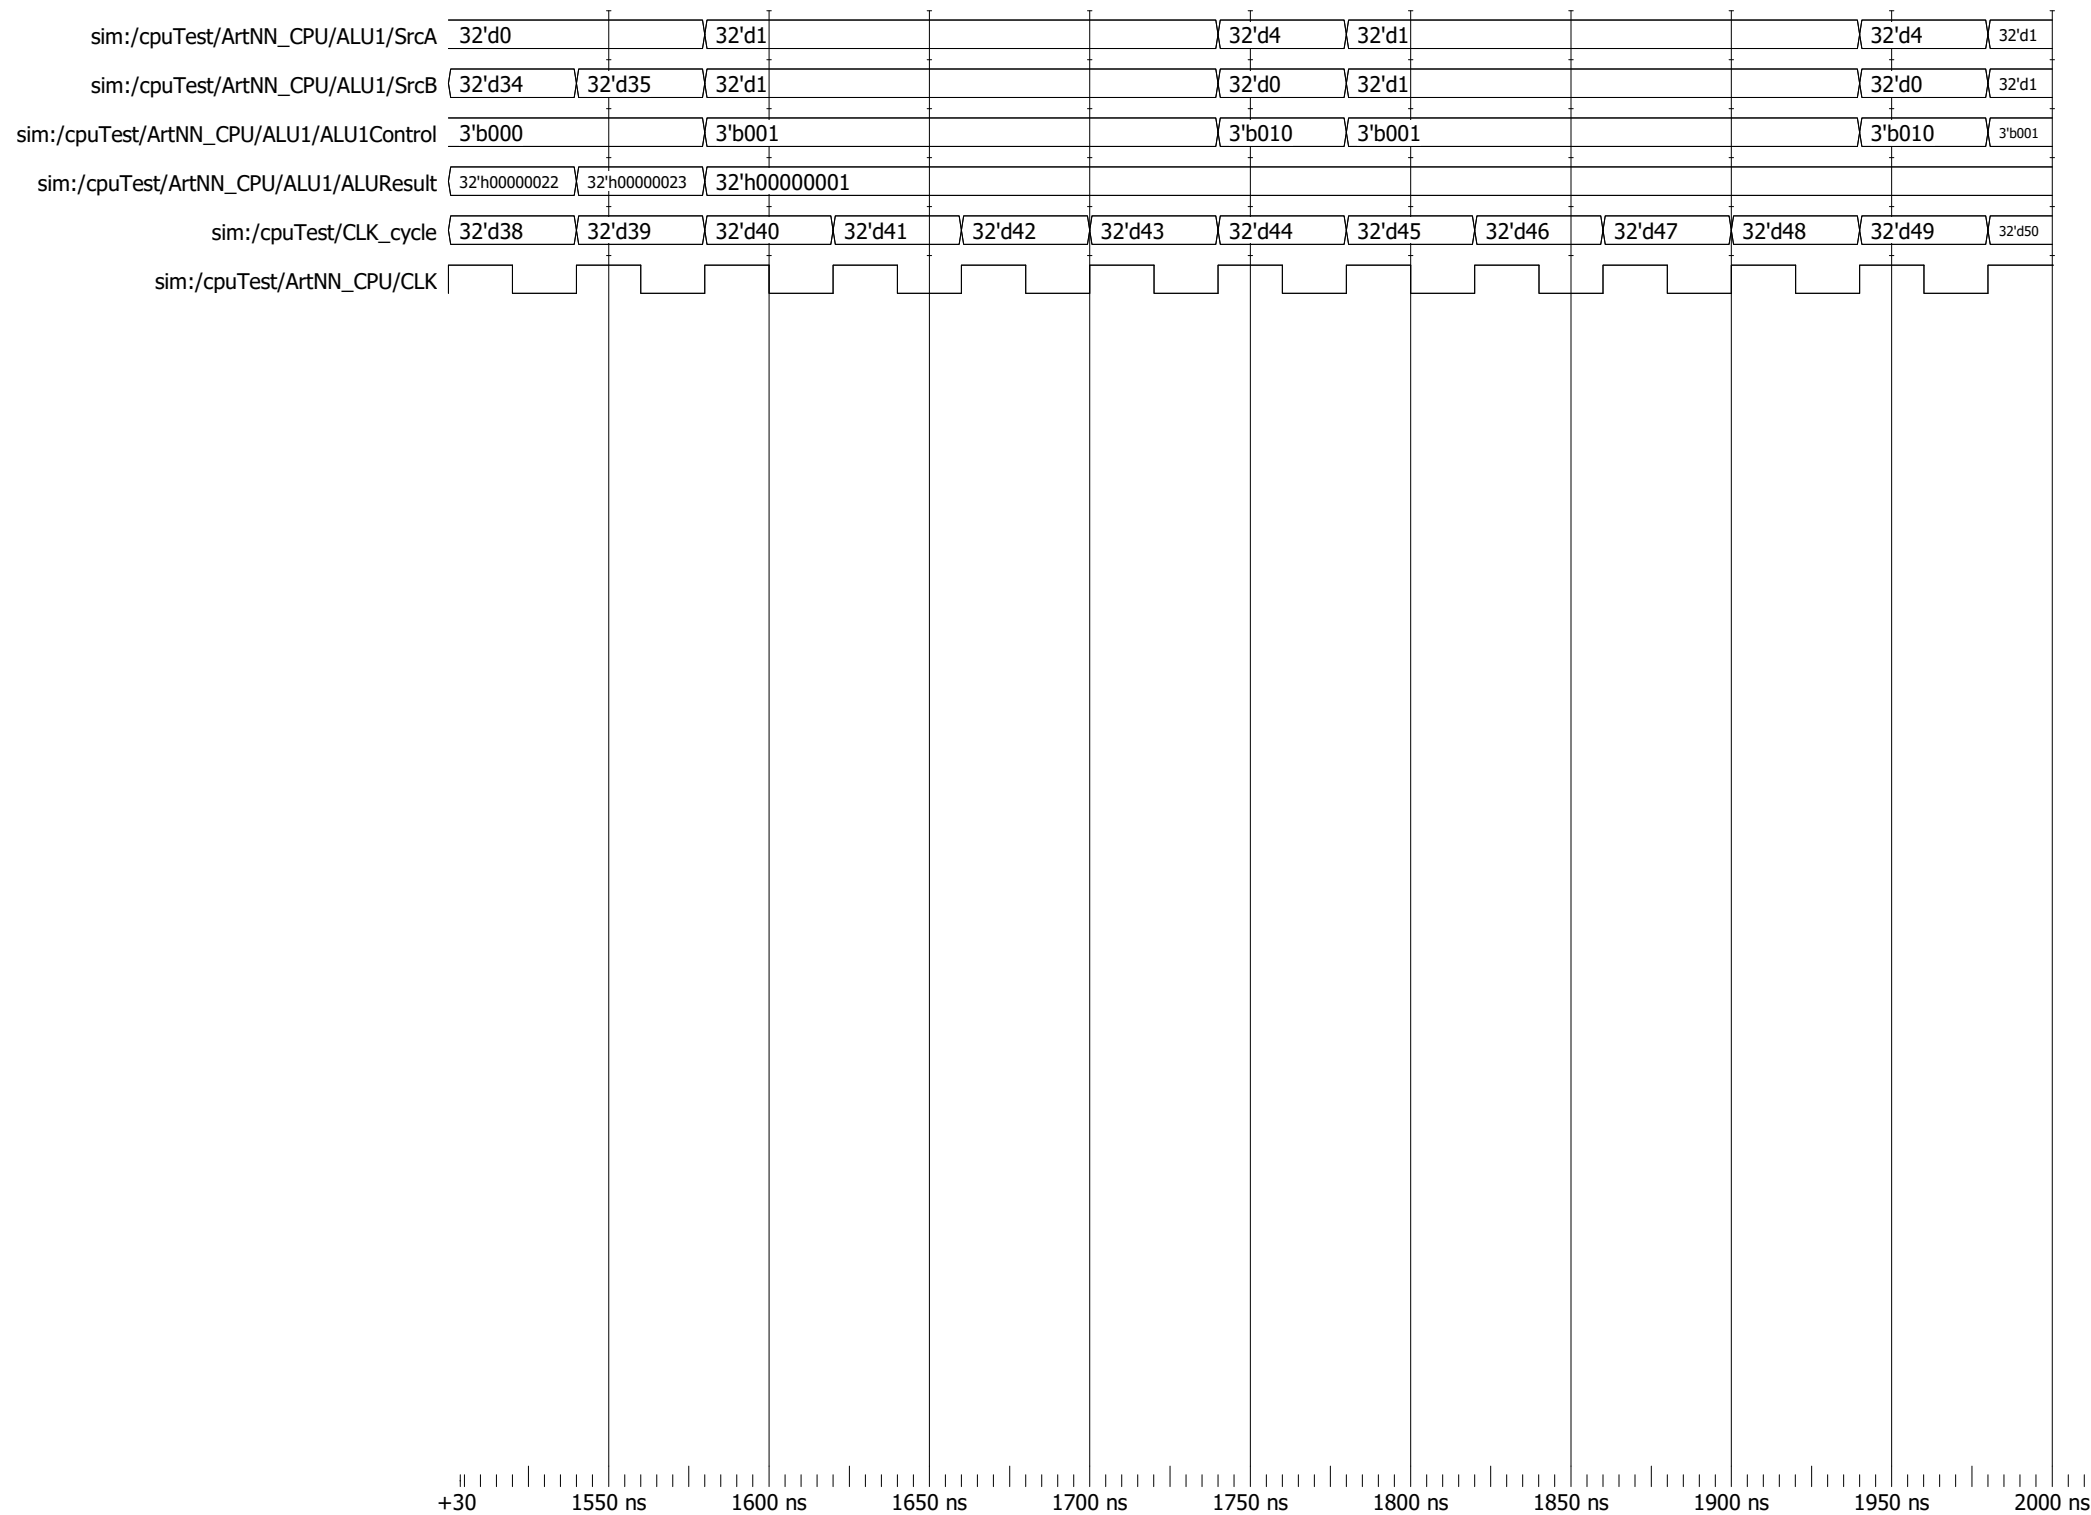 sim:/cpuTest/ArtNN_CPU/ALU1/SrcA 32'd0 32'd1 32'd4 32'd1 32'd4 32'd1
sim:/cpuTest/ArtNN_CPU/ALU1/SrcB 32'd34 32'd35 32'd1 32'd0 32'd1 32'd0 32'd1
sim:/cpuTest/ArtNN_CPU/ALU1/ALU1Control 3'b000 3'b001 3'b010 3'b001 3'b010 3'b001
sim:/cpuTest/ArtNN_CPU/ALU1/ALUResult 32'h00000022 32'h00000023 32'h00000001
sim:/cpuTest/CLK_cycle 32'd38 32'd39 32'd40 32'd41 32'd42 32'd43 32'd44 32'd45 32'd46 32'd47 32'd48 32'd49 32'd50
sim:/cpuTest/ArtNN_CPU/CLK
+30 1550 ns 1600 ns 1650 ns 1700 ns 1750 ns 1800 ns 1850 ns 1900 ns 1950 ns 2000 ns